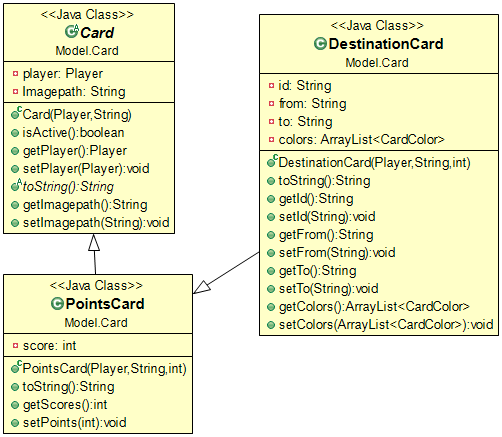 <<Java Class>>
Card
Model.Card
player: Player
Imagepath: String
Card(Player,String)
isActive():boolean
getPlayer():Player
setPlayer(Player):void
toString():String
getImagepath():String
setImagepath(String):void
<<Java Class>>
DestinationCard
Model.Card
id: String
from: String
to: String
colors: ArrayList<CardColor>
DestinationCard(Player,String,int)
toString():String
getId():String
setId(String):void
getFrom():String
setFrom(String):void
getTo():String
setTo(String):void
getColors():ArrayList<CardColor>
setColors(ArrayList<CardColor>):void
<<Java Class>>
PointsCard
Model.Card
score: int
PointsCard(Player,String,int)
toString():String
getScores():int
setPoints(int):void